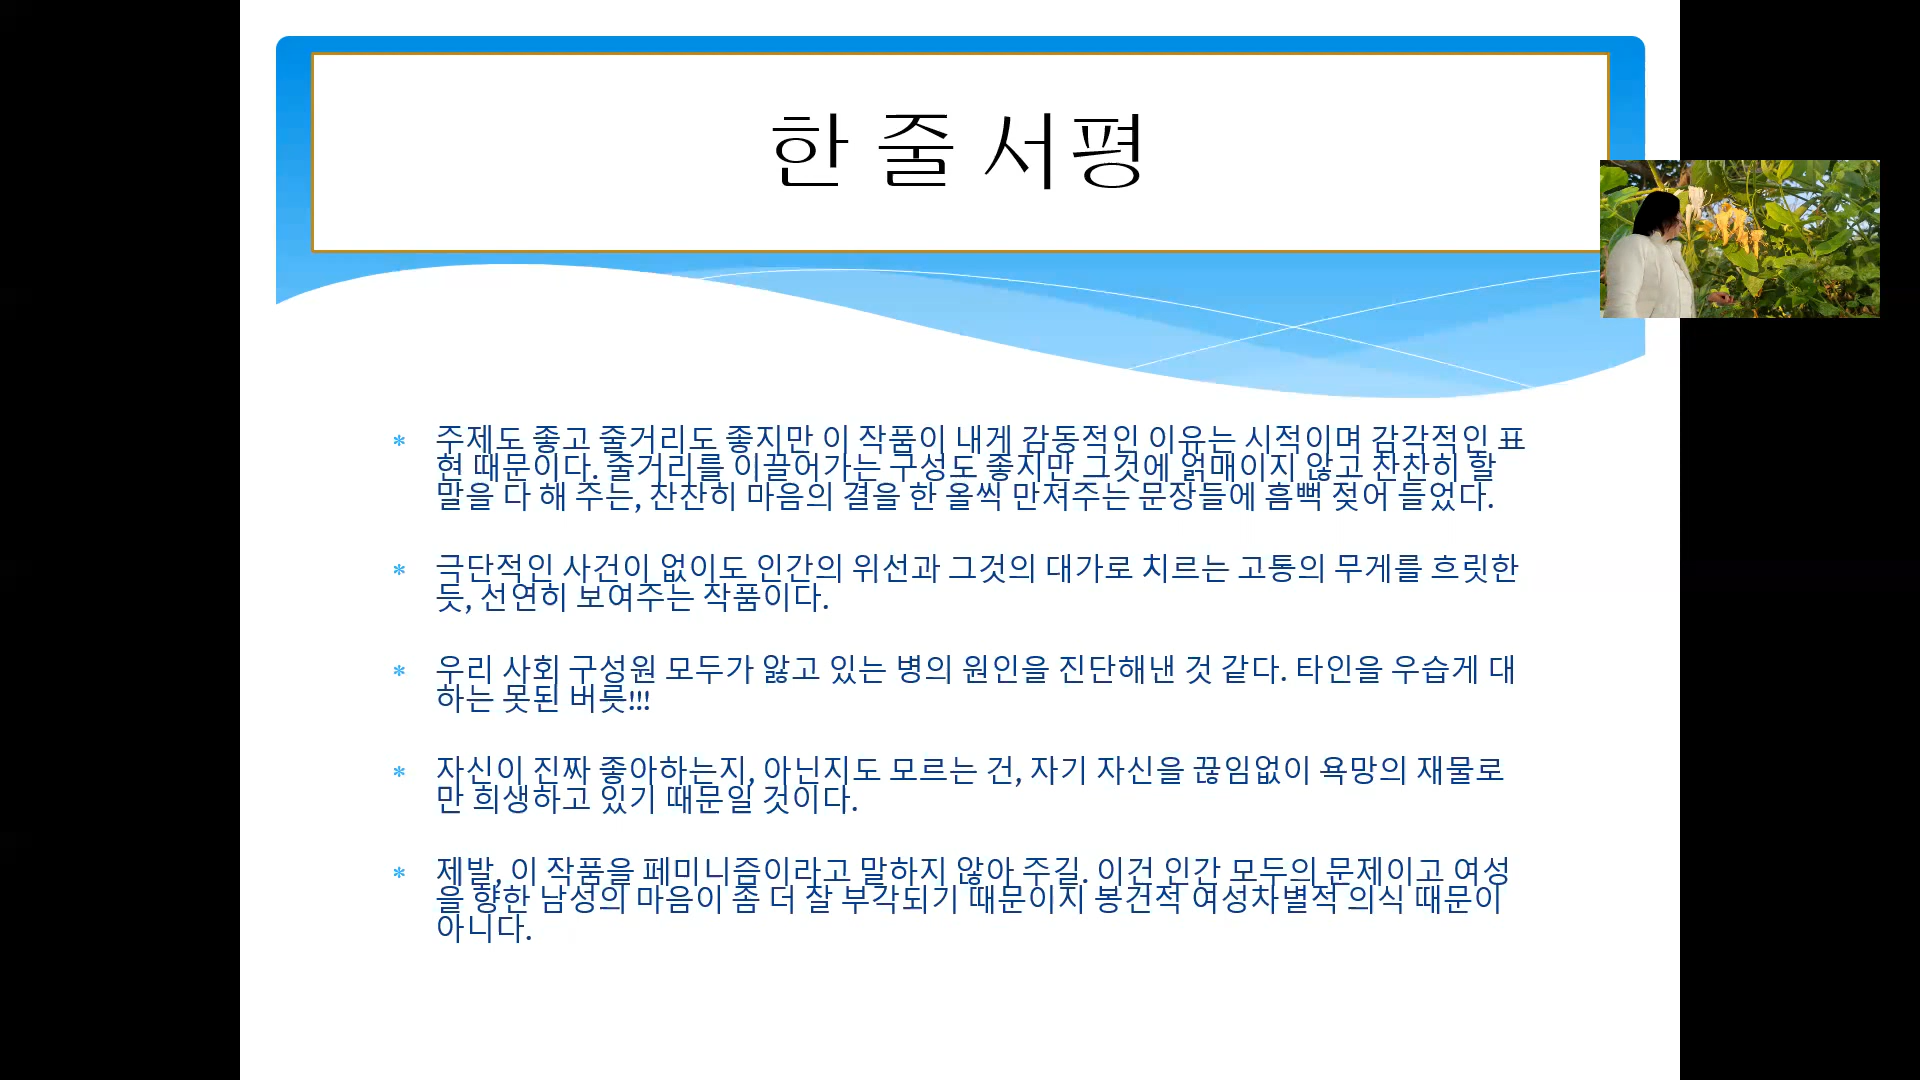 한 줄 서평
* 주제도 좋고 줄거리도 좋지만 이 작품이 내게 감동적인 이유는 시적이며 감각적인 표
현 때문이다. 줄거리를 이끌어가는 구성도 좋지만 그것에 얽매이지 않고 찬찬히 할
말을 다 해 주는, 찬찬히 마음의 결을 한 올씩 만져주는 문장들에 흠뻑 젖어 들었다.
* 극단적인 사건이 없이도 인간의 위선과 그것의 대가로 치르는 고통의 무게를 흐릿한
듯, 선연히 보여주는 작품이다.
* 우리 사회 구성원 모두가 앓고 있는 병의 원인을 진단해낸 것 같다. 타인을 우습게 대
하는 못된 버릇!!!
* 자신이 진짜 좋아하는지, 아닌지도 모르는 건, 자기 자신을 끊임없이 욕망의 재물로
만 희생하고 있기 때문일 것이다.
* 제발, 이 작품을 페미니즘이라고 말하지 않아 주길. 이건 인간 모두의 문제이고 여성
을 향한 남성의 마음이 좀 더 잘 부각되기 때문이지 봉건적 여성차별적 의식 때문이
아니다.